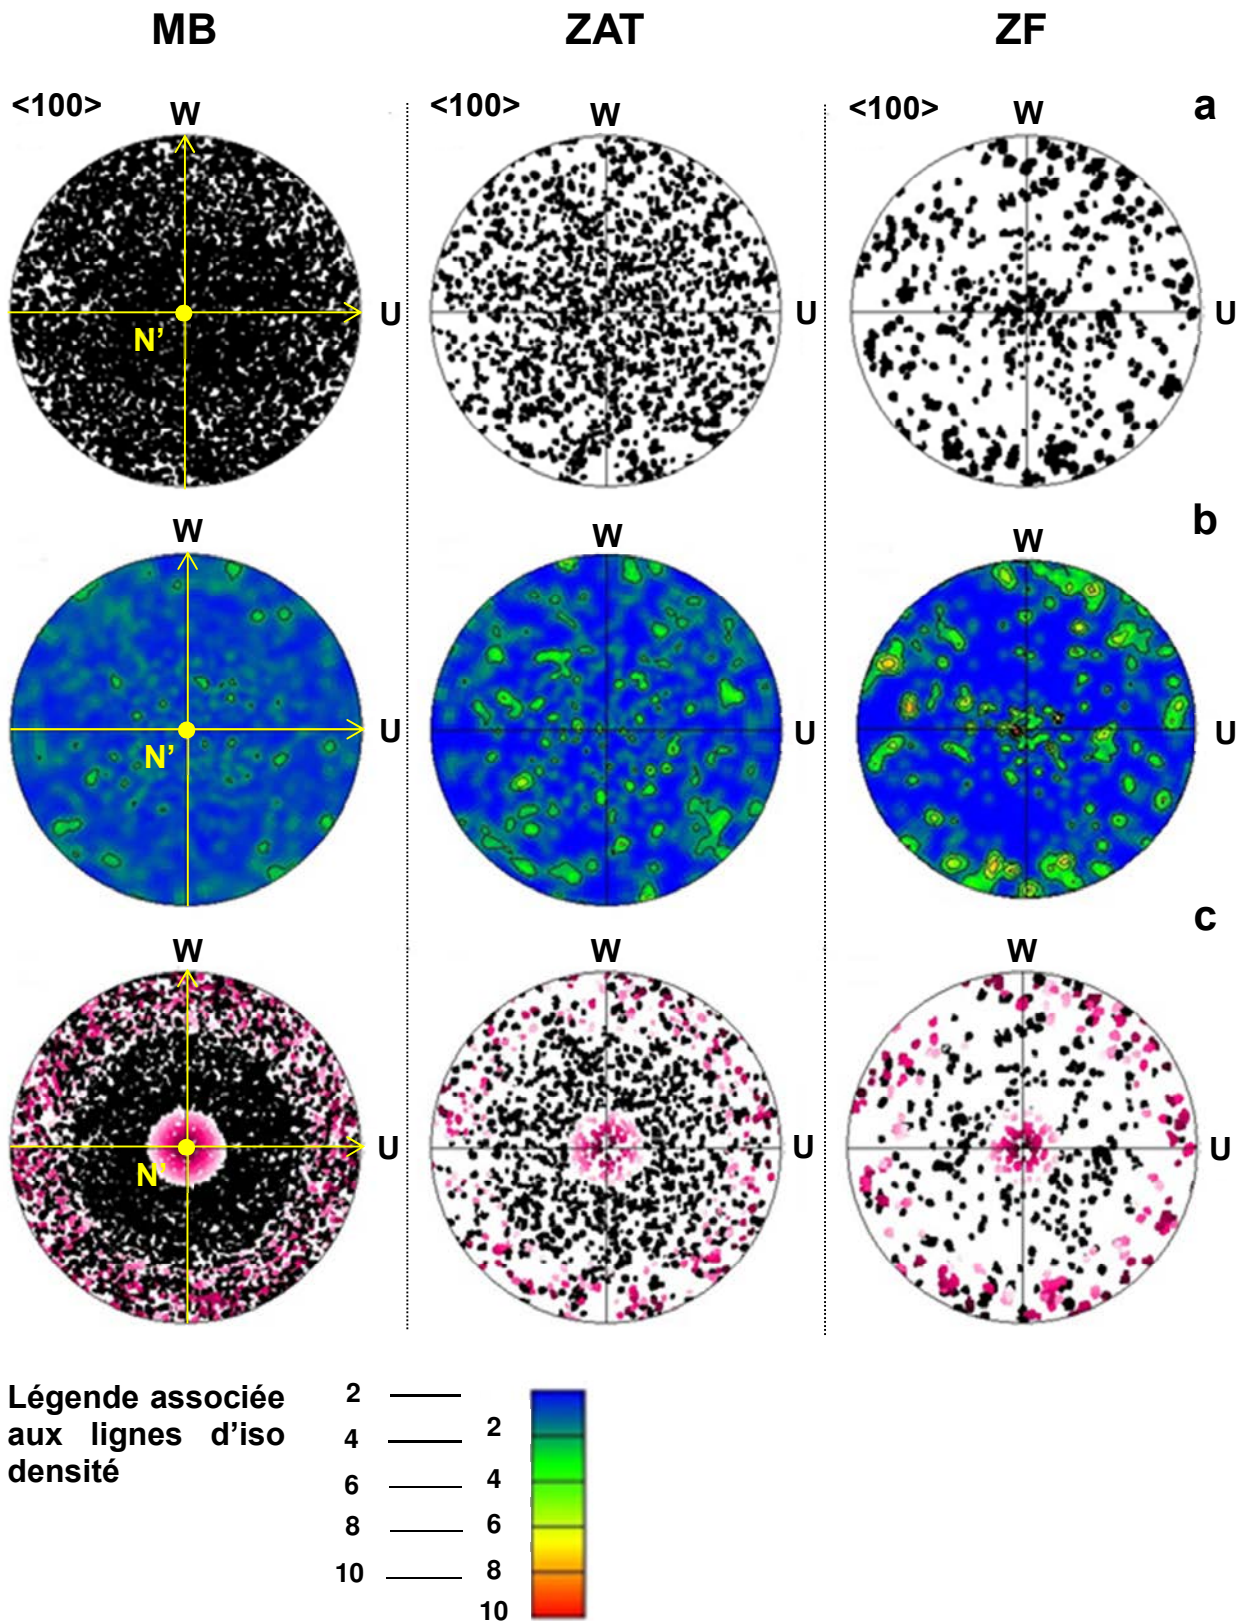 MB ZAT ZF
<100> W <100> W <100> W a
U U U
N'
b
W W W
U U U
N'
c
W W W
U U U
N'
Légende associée
aux lignes d'iso
densité
2
4 2
6 4
8 6
10 8
10